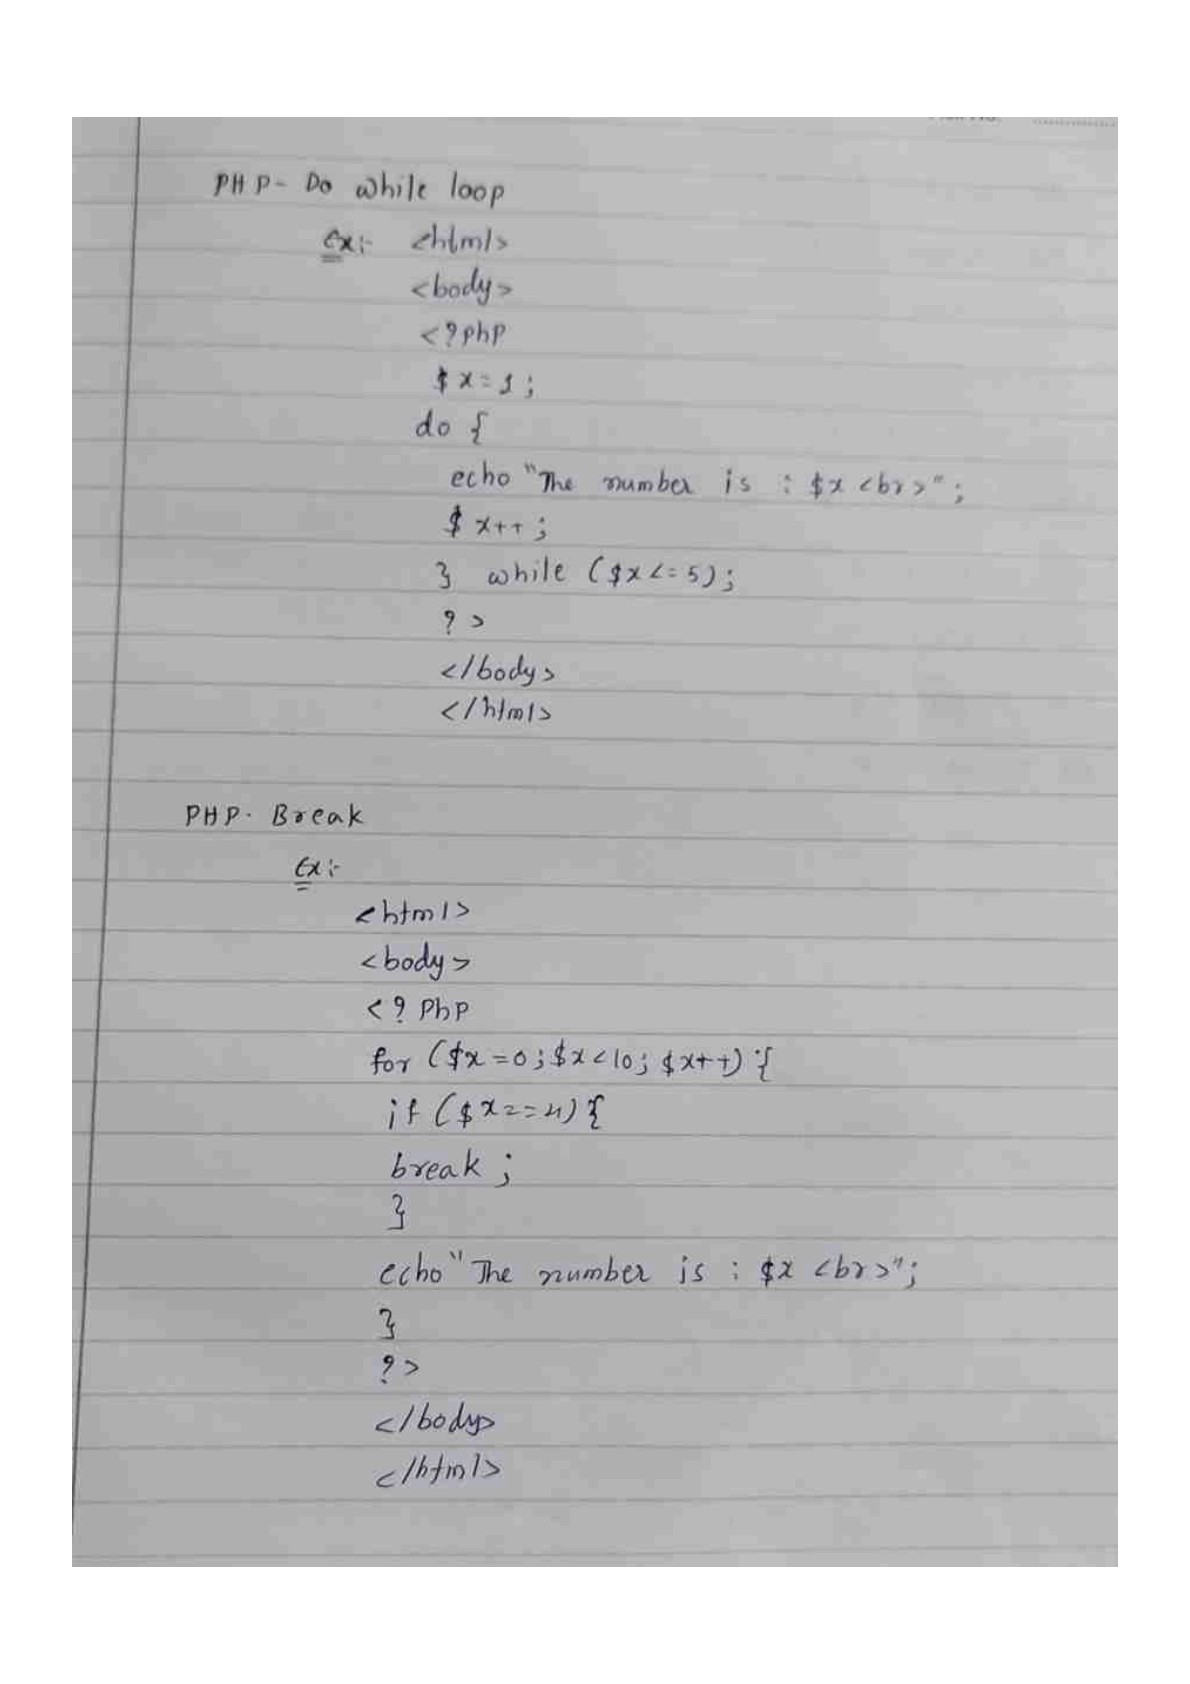 PHP- Do while loop
Ex:- <html>
<body>
<?php
$x=1;
do {
echo "The number is : $x <br>";
$x++;
} while ($x<=5);
?>
</body>
</html>
PHP- Break
Ex:-
<html>
<body>
<?php
for ($x=0;$x<10; $x++) {
if ($x==4) {
break;
}
echo "The number is : $x <br>";
}
?>
</body>
</html>